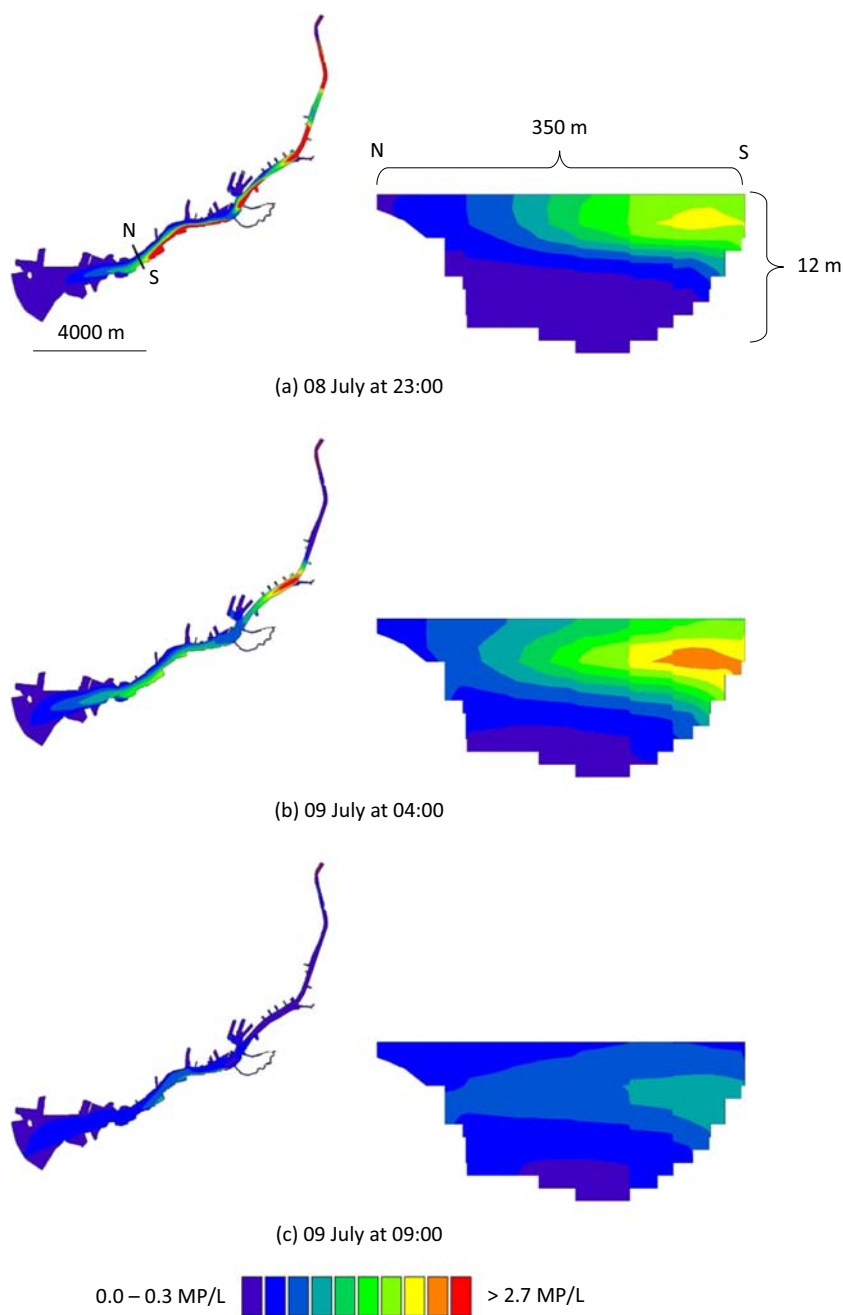 350 m
N
S
N
S
12 m
4000 m
(a) 08 July at 23:00
(b) 09 July at 04:00
(c) 09 July at 09:00
0.0 – 0.3 MP/L
> 2.7 MP/L